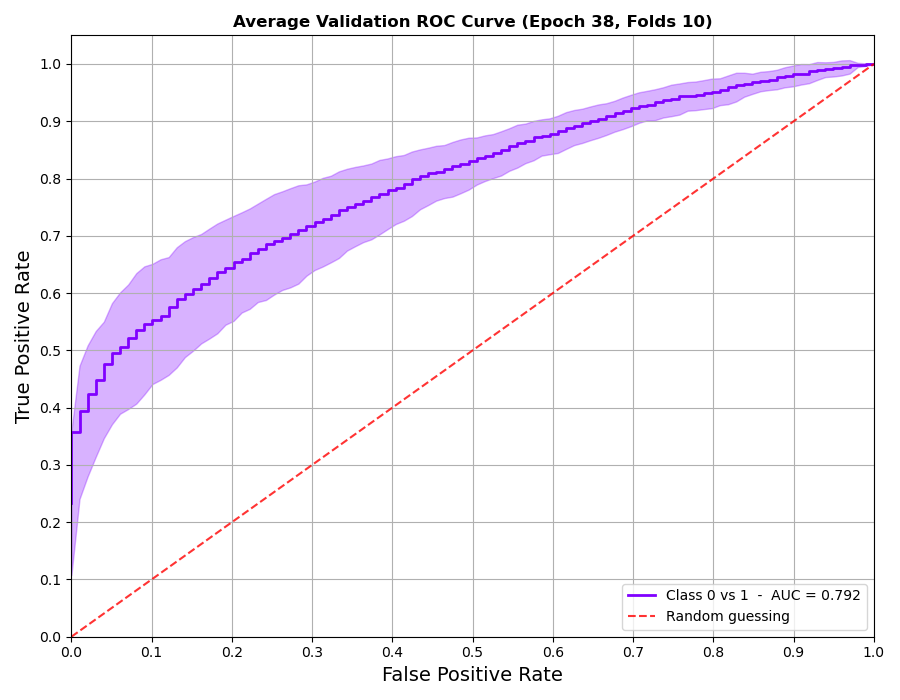 Average Validation ROC Curve (Epoch 38, Folds 10)
True Positive Rate
1.0
0.9
0.8
0.7
0.6
0.5
0.4
0.3
0.2
0.1
0.0
Class 0 vs 1 - AUC = 0.792
Random guessing
0.0 0.1 0.2 0.3 0.4 0.5 0.6 0.7 0.8 0.9 1.0
False Positive Rate